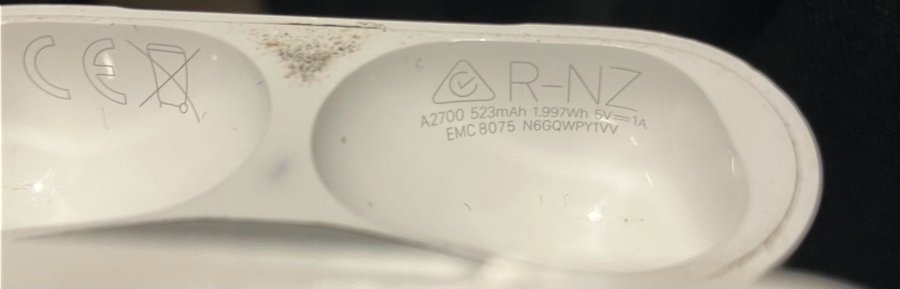 CE
R-NZ
A2700 523mAh 1.997Wh 5V⎓1A
EMC 8075 N6GQWPY1VV